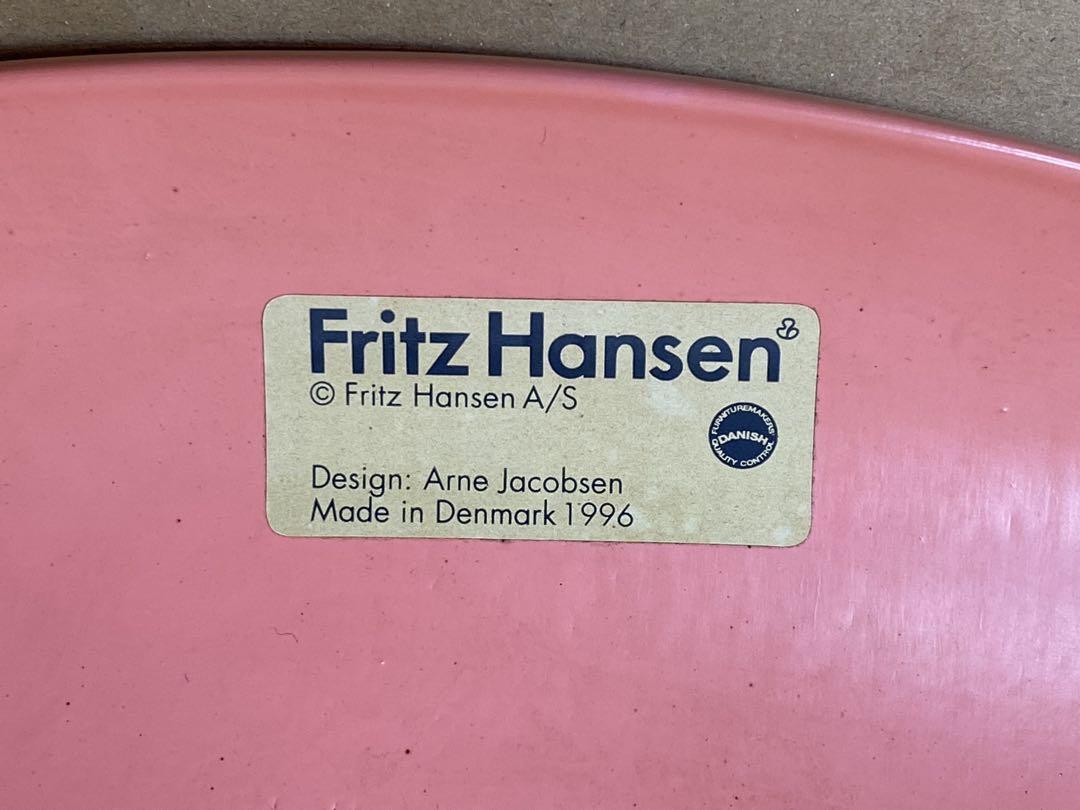 Fritz Hansen
© Fritz Hansen A/S
FURNITUREMAKERS'
DANISH
QUALITY CONTROL
Design: Arne Jacobsen
Made in Denmark 1996